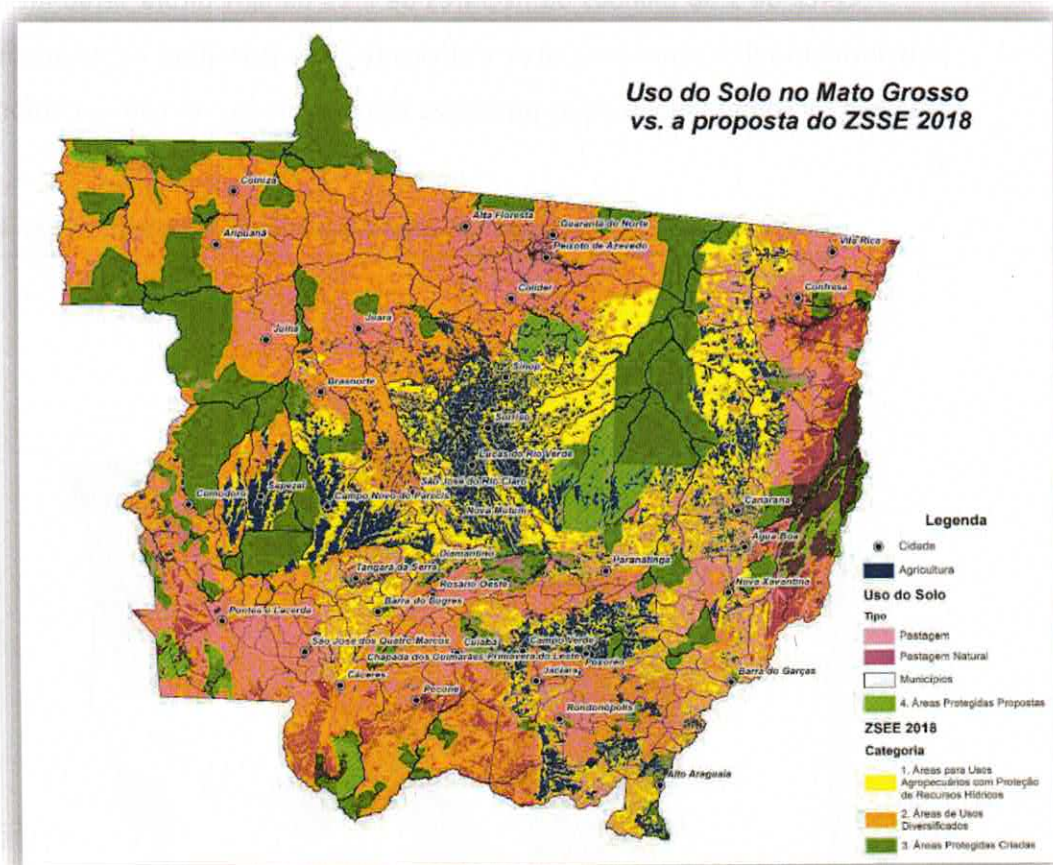 Uso do Solo no Mato Grosso
vs. a proposta do ZSSE 2018
Colniza
Aripuanã
Alta Floresta
Guarantã do Norte
Peixoto de Azevedo
Vila Rica
Confresa
Colíder
Juara
Juína
Sinop
Brasnorte
Sorriso
Lucas do Rio Verde
São José do Rio Claro
Comodoro
Sapezal
Campo Novo do Parecis
Nova Mutum
Canarana
Água Boa
Diamantino
Paranatinga
Tangará da Serra
Rosário Oeste
Nova Xavantina
Barra do Bugres
Pontes e Lacerda
São José dos Quatro Marcos
Cuiabá
Campo Verde
Chapada dos Guimarães
Primavera do Leste
Poxoréo
Jaciara
Barra do Garças
Cáceres
Poconé
Rondonópolis
Alto Araguaia
Legenda
Cidade
Agricultura
Uso do Solo
Tipo
Pastagem
Pastagem Natural
Municípios
4. Áreas Protegidas Propostas
ZSEE 2018
Categoria
1. Áreas para Usos
Agropecuários com Proteção
de Recursos Hídricos
2. Áreas de Usos
Diversificados
3. Áreas Protegidas Criadas